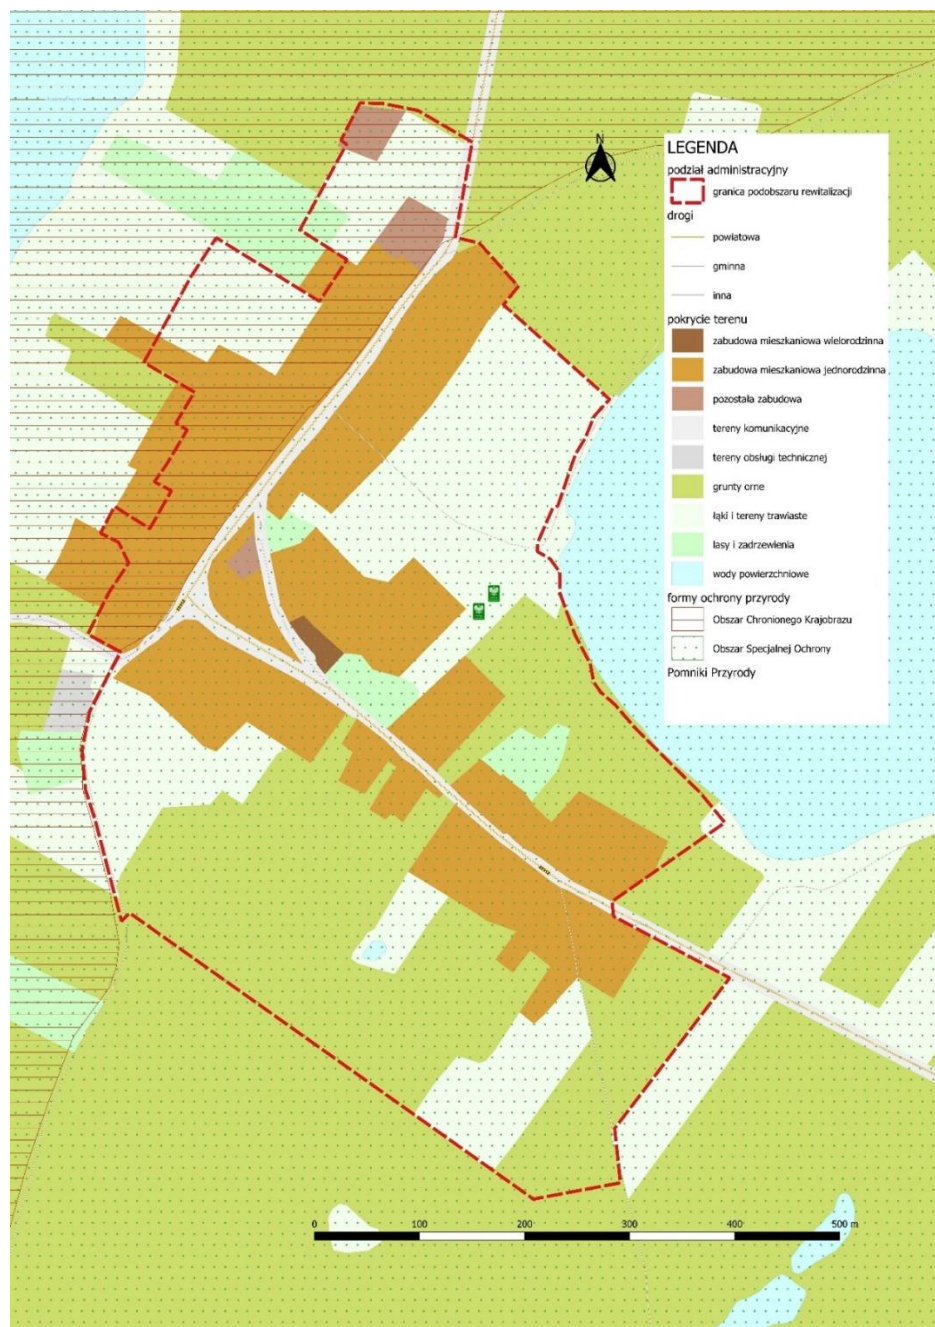 N
LEGENDA
podział administracyjny
granica podobszaru rewitalizacji
drogi
powiatowa
gminna
inna
pokrycie terenu
zabudowa mieszkaniowa wielorodzinna
zabudowa mieszkaniowa jednorodzinna
pozostała zabudowa
tereny komunikacyjne
tereny obsługi technicznej
grunty orne
łąki i tereny trawiaste
lasy i zadrzewienia
wody powierzchniowe
formy ochrony przyrody
Obszar Chronionego Krajobrazu
Obszar Specjalnej Ochrony
Pomniki Przyrody
0 100 200 300 400 500 m